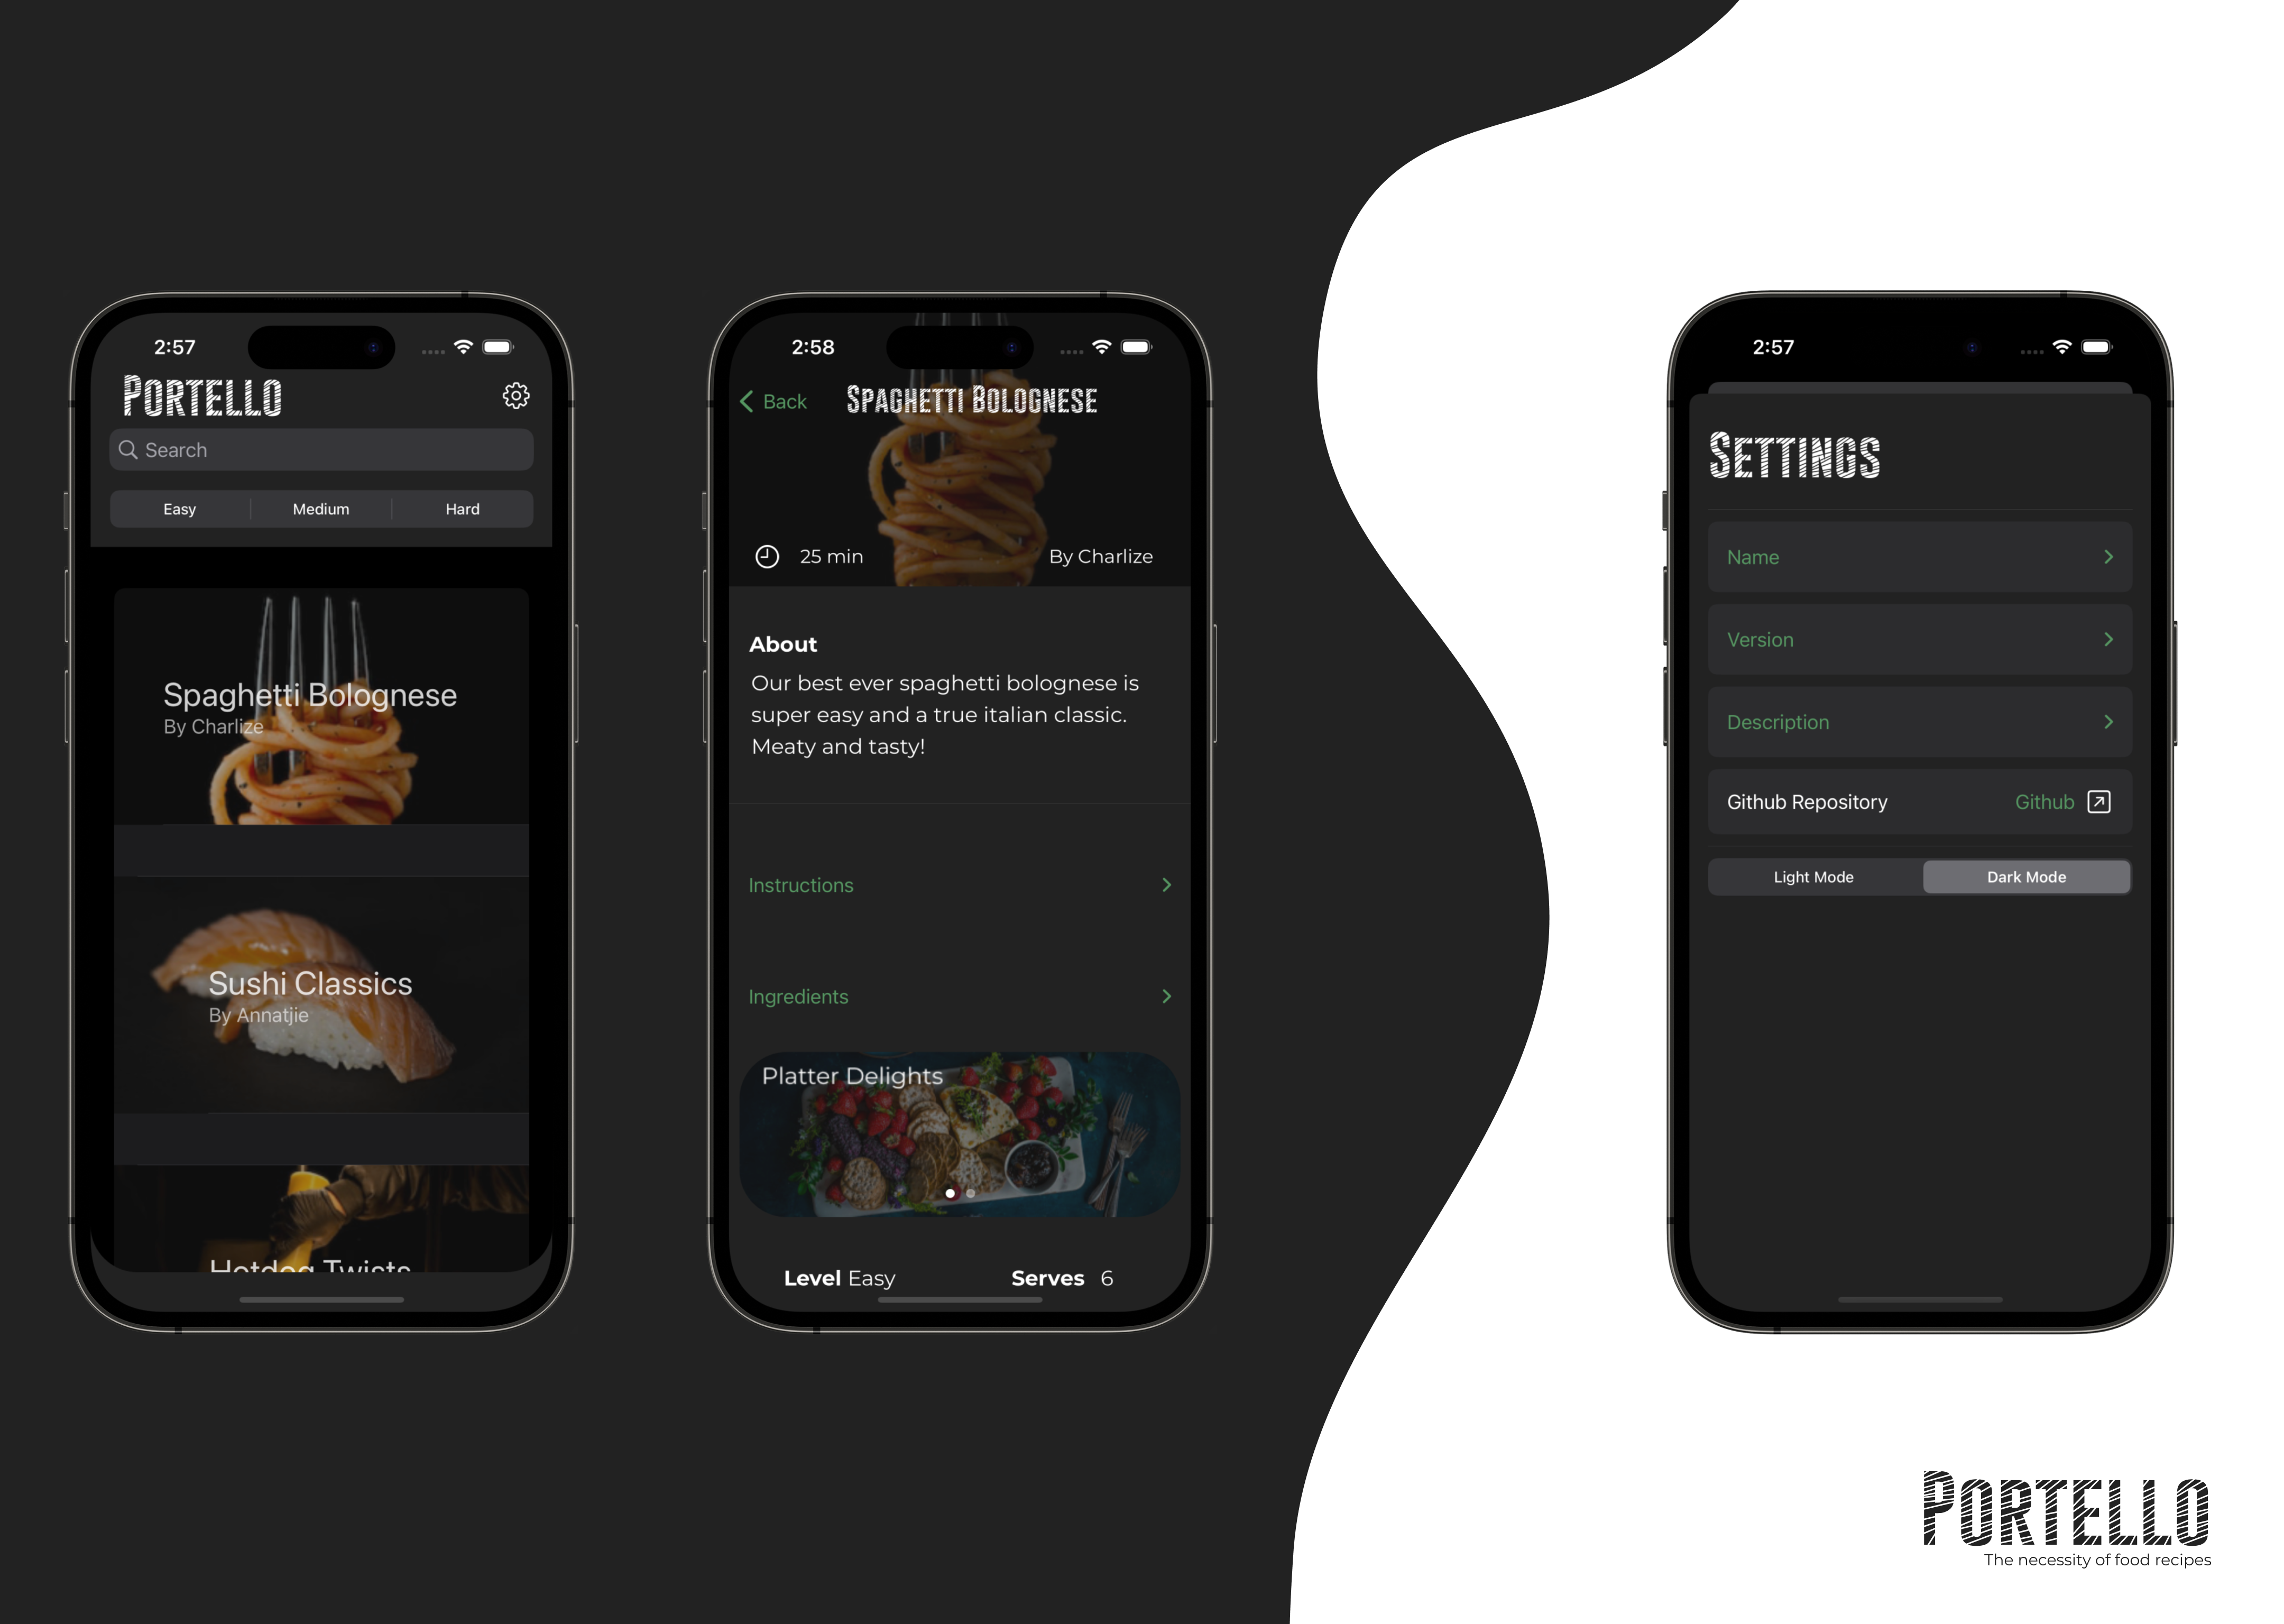 2:57
PORTELLO
Search
Easy Medium Hard
Spaghetti Bolognese
By Charlize
Sushi Classics
By Annatjie
Hotdog Twists
2:58
Back SPAGHETTI BOLOGNESE
25 min By Charlize
About
Our best ever spaghetti bolognese is
super easy and a true italian classic.
Meaty and tasty!
Instructions
Ingredients
Platter Delights
Level Easy Serves 6
2:57
SETTINGS
Name
Version
Description
Github Repository Github
Light Mode Dark Mode
PORTELLO
The necessity of food recipes